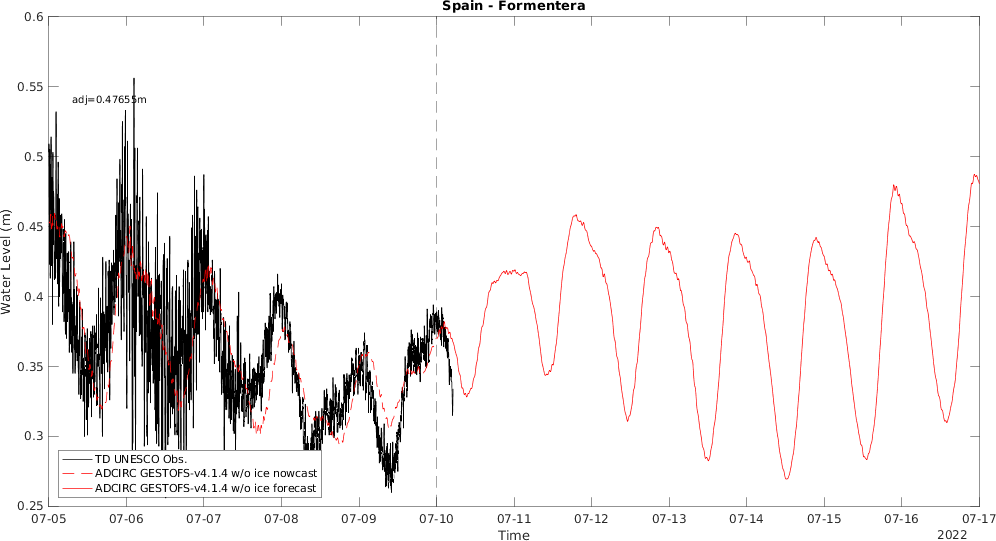 Spain - Formentera
0.6
0.55
adj=0.47655m
0.5
0.45
0.4
0.35
0.3
0.25
Water Level (m)
TD UNESCO Obs.
ADCIRC GESTOFS-v4.1.4 w/o ice nowcast
ADCIRC GESTOFS-v4.1.4 w/o ice forecast
07-05 07-06 07-07 07-08 07-09 07-10 07-11 07-12 07-13 07-14 07-15 07-16 07-17
Time
2022